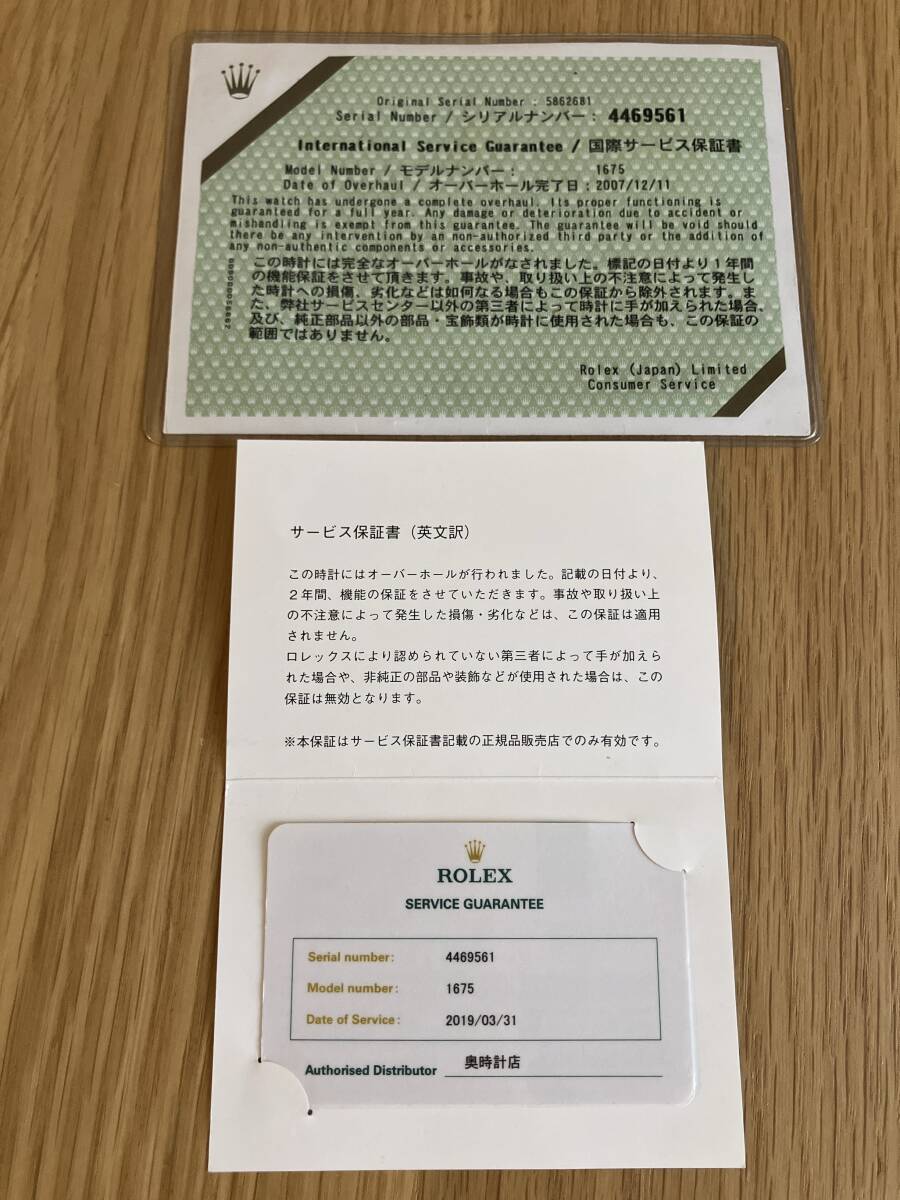 Original Serial Number : 5862681
Serial Number / シリアルナンバー : 4469561
International Service Guarantee / 国際サービス保証書
Model Number / モデルナンバー : 1675
Date of Overhaul / オーバーホール完了日 : 2007/12/11
This watch has undergone a complete overhaul. Its proper functioning is
guaranteed for a full year. Any damage or deterioration due to accident or
mishandling is exempt from this guarantee. The guarantee will be void should
there be any intervention by an non-authorized third party or the addition of
any non-authentic components or accessories.
この時計には完全なオーバーホールがなされました。標記の日付より1年間
の機能保証をさせて頂きます。事故や、取り扱い上の不注意によって発生し
た時計への損傷、劣化などは如何なる場合もこの保証から除外されます。ま
た、弊社サービスセンター以外の第三者によって時計に手が加えられた場合、
及び、純正部品以外の部品・宝飾類が時計に使用された場合も、この保証の
範囲ではありません。
Rolex (Japan) Limited
Consumer Service
サービス保証書（英文訳）
この時計にはオーバーホールが行われました。記載の日付より、
２年間、機能の保証をさせていただきます。事故や取り扱い上
の不注意によって発生した損傷・劣化などは、この保証は適用
されません。
ロレックスにより認められていない第三者によって手が加えら
れた場合や、非純正の部品や装飾などが使用された場合は、この
保証は無効となります。
※本保証はサービス保証書記載の正規品販売店でのみ有効です。
ROLEX
SERVICE GUARANTEE
Serial number: 4469561
Model number: 1675
Date of Service: 2019/03/31
Authorised Distributor 奥時計店